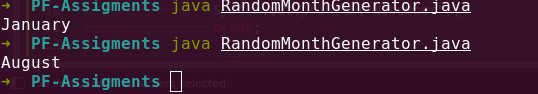 ➜ PF-Assigments java RandomMonthGenerator.java
January
➜ PF-Assigments java RandomMonthGenerator.java
August
➜ PF-Assigments